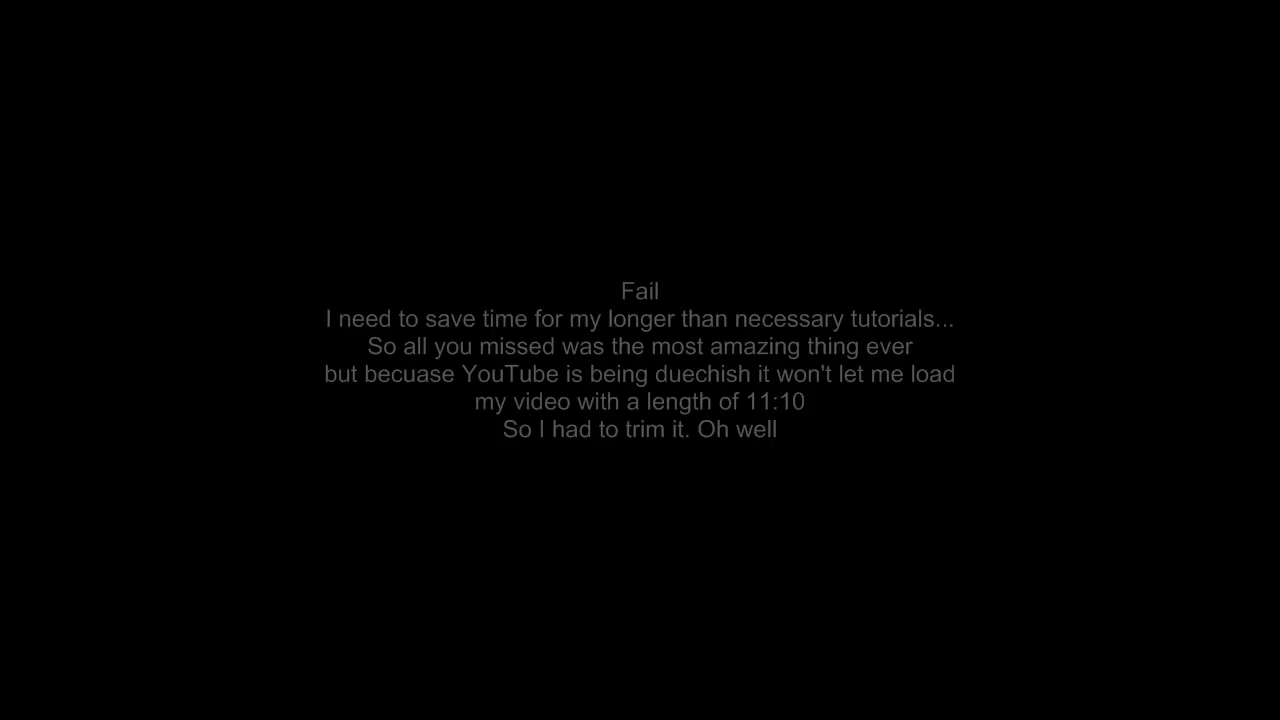 Fail
I need to save time for my longer than necessary tutorials...
So all you missed was the most amazing thing ever
but becuase YouTube is being duechish it won't let me load
my video with a length of 11:10
So I had to trim it. Oh well